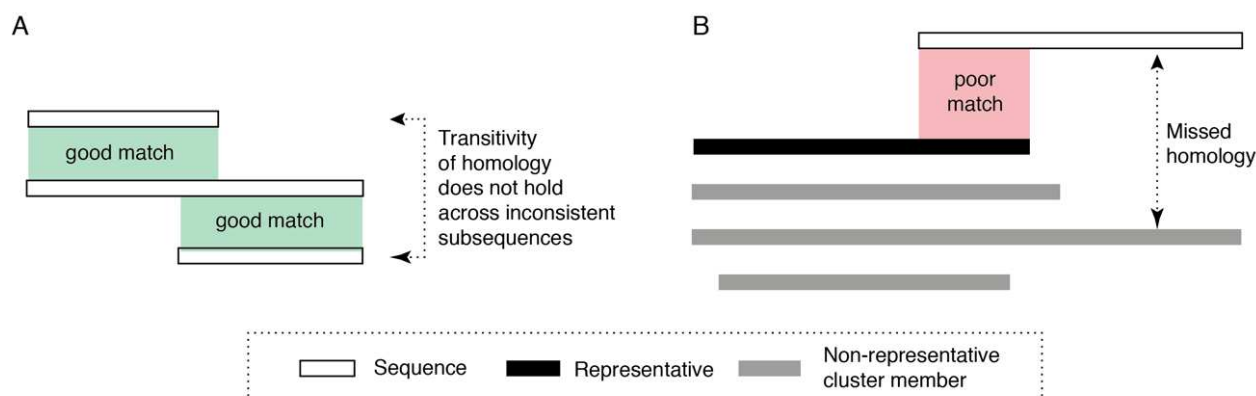 A
good match
good match
Transitivity
of homology
does not hold
across inconsistent
subsequences
B
poor
match
Missed
homology
Sequence
Representative
Non-representative
cluster member